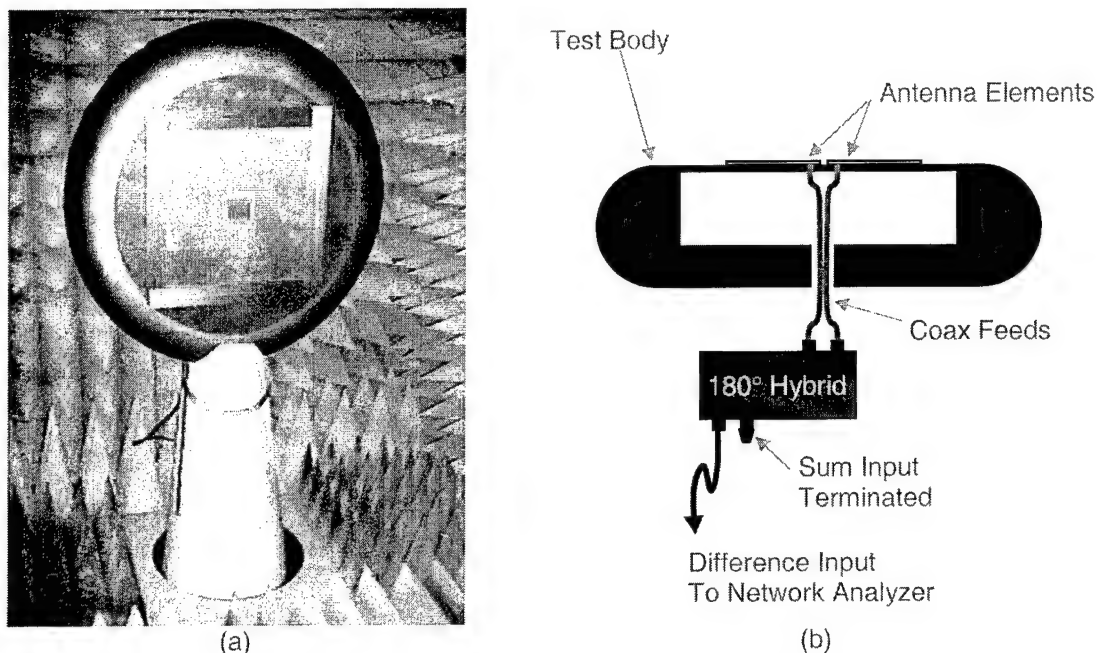 Test Body
Antenna Elements
Coax Feeds
180° Hybrid
Sum Input
Terminated
Difference Input
To Network Analyzer
(a)
(b)